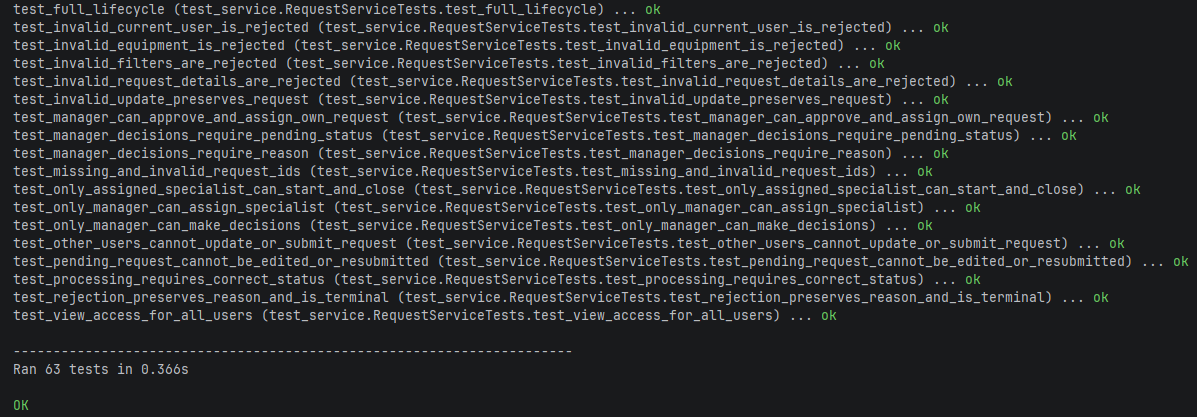 test_full_lifecycle (test_service.RequestServiceTests.test_full_lifecycle) ... ok
test_invalid_current_user_is_rejected (test_service.RequestServiceTests.test_invalid_current_user_is_rejected) ... ok
test_invalid_equipment_is_rejected (test_service.RequestServiceTests.test_invalid_equipment_is_rejected) ... ok
test_invalid_filters_are_rejected (test_service.RequestServiceTests.test_invalid_filters_are_rejected) ... ok
test_invalid_request_details_are_rejected (test_service.RequestServiceTests.test_invalid_request_details_are_rejected) ... ok
test_invalid_update_preserves_request (test_service.RequestServiceTests.test_invalid_update_preserves_request) ... ok
test_manager_can_approve_and_assign_own_request (test_service.RequestServiceTests.test_manager_can_approve_and_assign_own_request) ... ok
test_manager_decisions_require_pending_status (test_service.RequestServiceTests.test_manager_decisions_require_pending_status) ... ok
test_manager_decisions_require_reason (test_service.RequestServiceTests.test_manager_decisions_require_reason) ... ok
test_missing_and_invalid_request_ids (test_service.RequestServiceTests.test_missing_and_invalid_request_ids) ... ok
test_only_assigned_specialist_can_start_and_close (test_service.RequestServiceTests.test_only_assigned_specialist_can_start_and_close) ... ok
test_only_manager_can_assign_specialist (test_service.RequestServiceTests.test_only_manager_can_assign_specialist) ... ok
test_only_manager_can_make_decisions (test_service.RequestServiceTests.test_only_manager_can_make_decisions) ... ok
test_other_users_cannot_update_or_submit_request (test_service.RequestServiceTests.test_other_users_cannot_update_or_submit_request) ... ok
test_pending_request_cannot_be_edited_or_resubmitted (test_service.RequestServiceTests.test_pending_request_cannot_be_edited_or_resubmitted) ... ok
test_processing_requires_correct_status (test_service.RequestServiceTests.test_processing_requires_correct_status) ... ok
test_rejection_preserves_reason_and_is_terminal (test_service.RequestServiceTests.test_rejection_preserves_reason_and_is_terminal) ... ok
test_view_access_for_all_users (test_service.RequestServiceTests.test_view_access_for_all_users) ... ok
----------------------------------------------------------------------
Ran 63 tests in 0.366s
OK